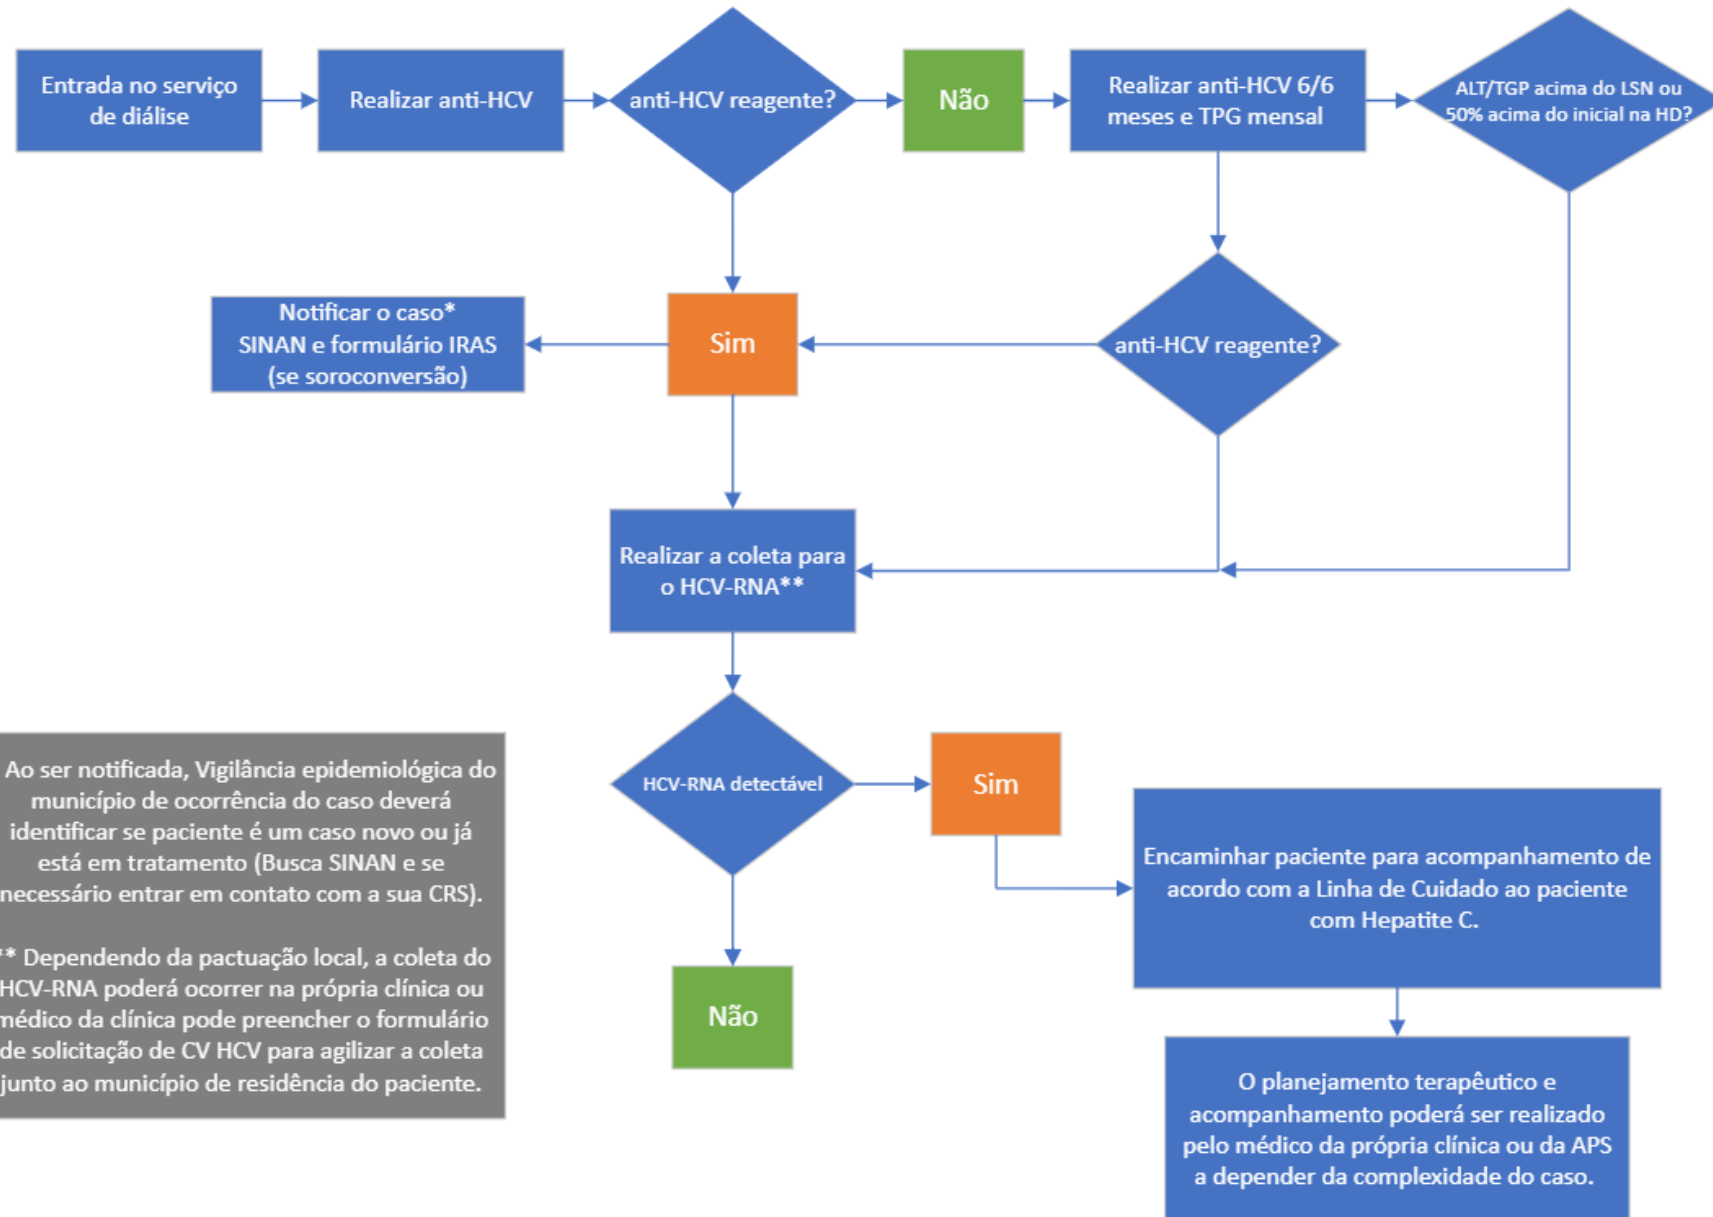 Entrada no serviço
de diálise
Realizar anti-HCV
anti-HCV reagente?
Não
Realizar anti-HCV 6/6
meses e TPG mensal
ALT/TGP acima do LSN ou
50% acima do inicial na HD?
Notificar o caso*
SINAN e formulário IRAS
(se soroconversão)
Sim
anti-HCV reagente?
Realizar a coleta para
o HCV-RNA**
HCV-RNA detectável
Sim
Não
Encaminhar paciente para acompanhamento de
acordo com a Linha de Cuidado ao paciente
com Hepatite C.
O planejamento terapêutico e
acompanhamento poderá ser realizado
pelo médico da própria clínica ou da APS
a depender da complexidade do caso.
Ao ser notificada, Vigilância epidemiológica do
município de ocorrência do caso deverá
identificar se paciente é um caso novo ou já
está em tratamento (Busca SINAN e se
necessário entrar em contato com a sua CRS).
** Dependendo da pactuação local, a coleta do
HCV-RNA poderá ocorrer na própria clínica ou
médico da clínica pode preencher o formulário
de solicitação de CV HCV para agilizar a coleta
junto ao município de residência do paciente.